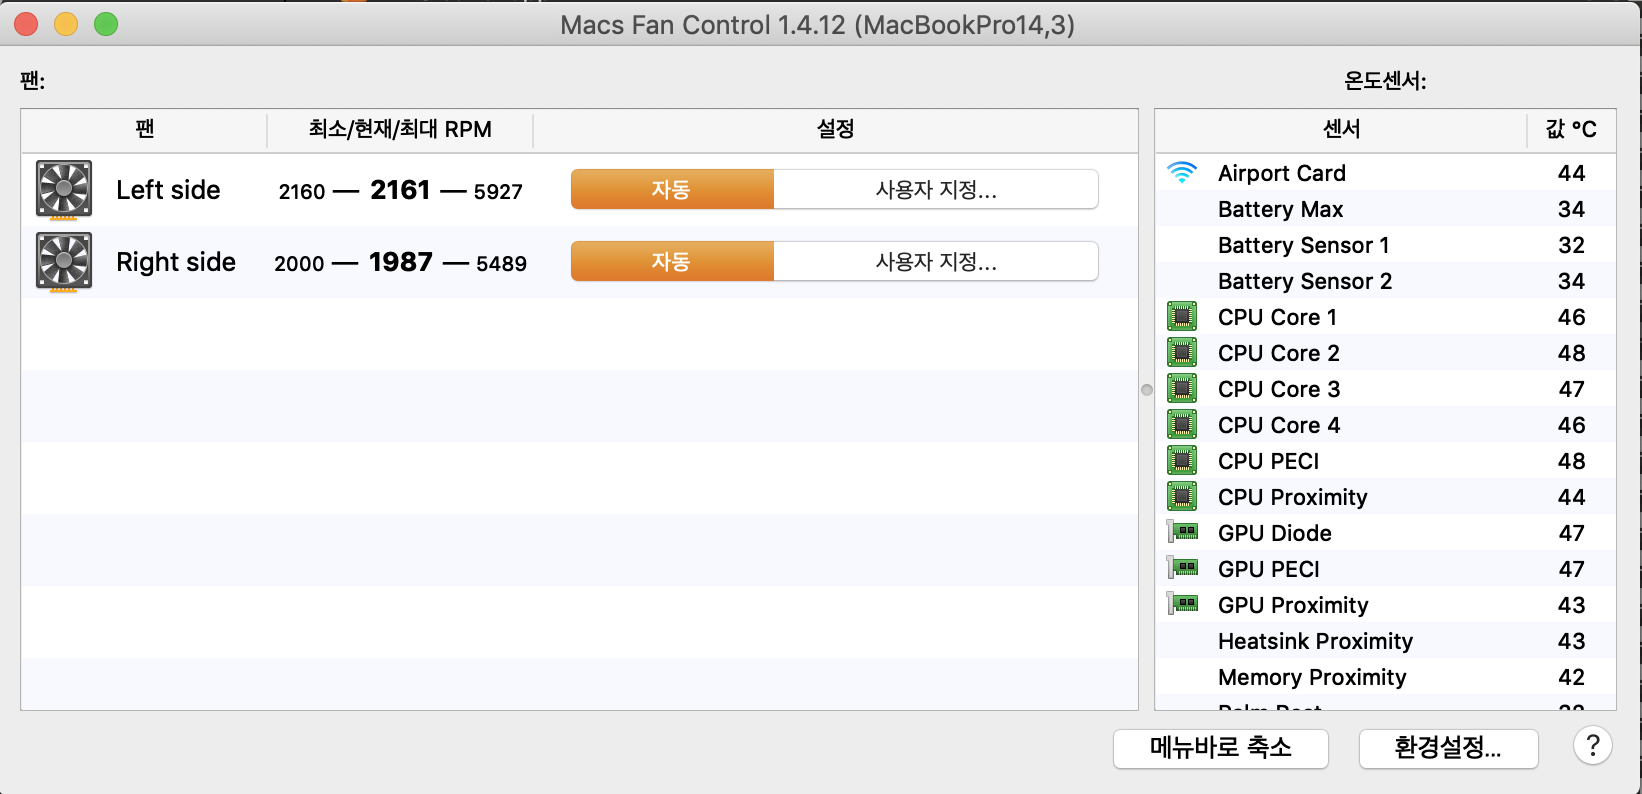 Macs Fan Control 1.4.12 (MacBookPro14,3)
팬:
온도센서:
팬 최소/현재/최대 RPM 설정
Left side 2160 — 2161 — 5927 자동 사용자 지정...
Right side 2000 — 1987 — 5489 자동 사용자 지정...
센서 값 °C
Airport Card 44
Battery Max 34
Battery Sensor 1 32
Battery Sensor 2 34
CPU Core 1 46
CPU Core 2 48
CPU Core 3 47
CPU Core 4 46
CPU PECI 48
CPU Proximity 44
GPU Diode 47
GPU PECI 47
GPU Proximity 43
Heatsink Proximity 43
Memory Proximity 42
메뉴바로 축소 환경설정... ?